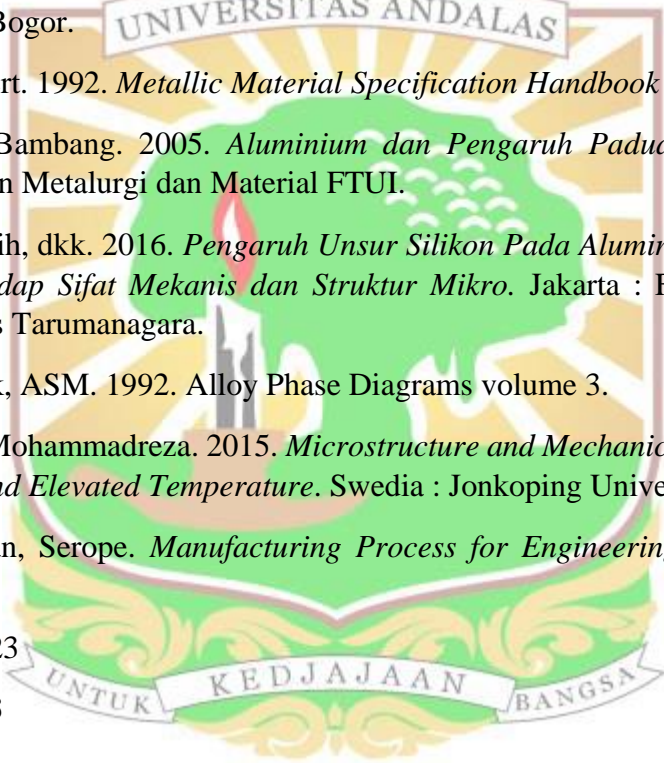 Bogor.
UNIVERSITAS ANDALAS
rt. 1992. Metallic Material Specification Handbook
Bambang. 2005. Aluminium dan Pengaruh Padua
n Metalurgi dan Material FTUI.
ih, dkk. 2016. Pengaruh Unsur Silikon Pada Alumin
dap Sifat Mekanis dan Struktur Mikro. Jakarta : F
s Tarumanagara.
k, ASM. 1992. Alloy Phase Diagrams volume 3.
Mohammadreza. 2015. Microstructure and Mechanic
nd Elevated Temperature. Swedia : Jonkoping Unive
n, Serope. Manufacturing Process for Engineering
23
UNTUK KEDJAJAAN BANGSA